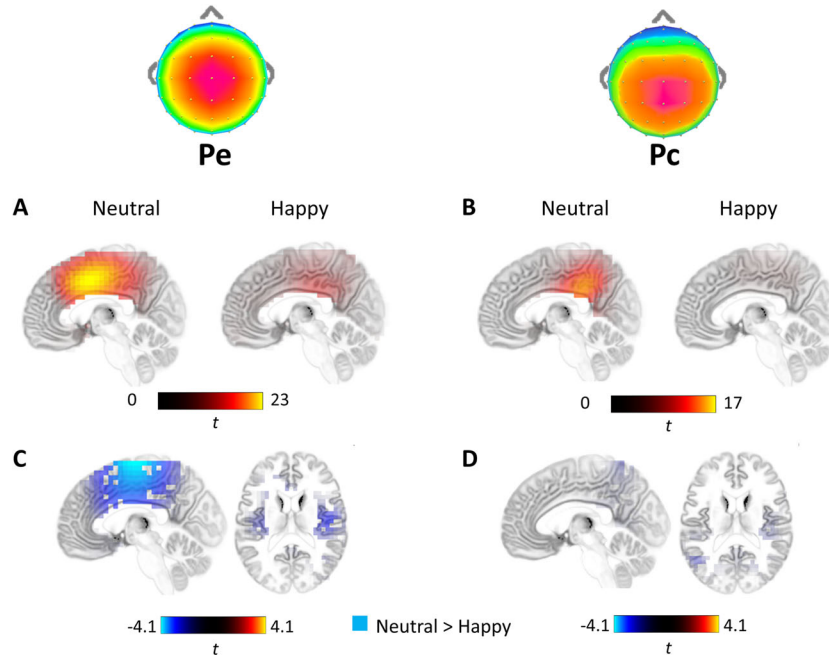 Pe
Pc
A
Neutral
Happy
B
Neutral
Happy
0
23
t
0
17
t
C
D
-4.1
4.1
t
Neutral > Happy
-4.1
4.1
t